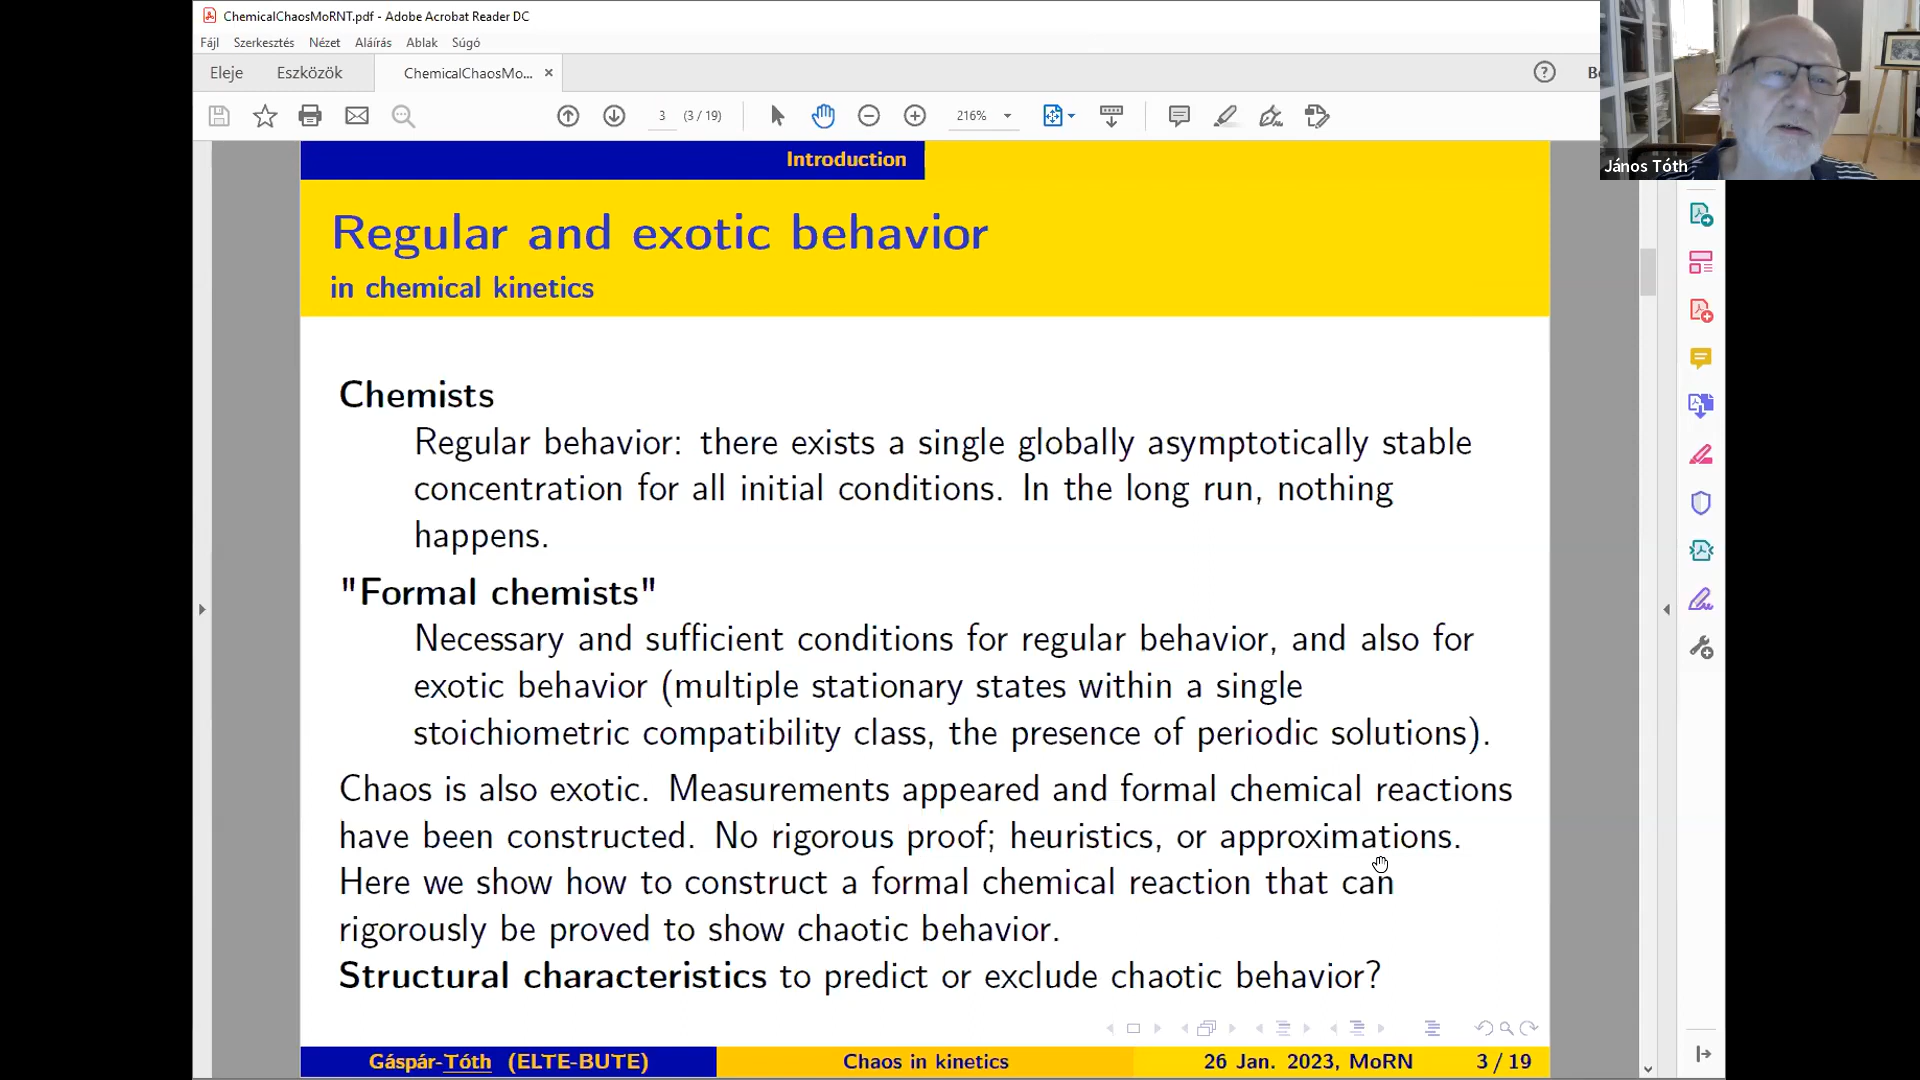 ChemicalChaosMoRNT.pdf - Adobe Acrobat Reader DC
Fájl Szerkesztés Nézet Aláírás Ablak Súgó
Eleje Eszközök ChemicalChaosMo... ×
3 (3 / 19) 216%
János Tóth
Introduction
Regular and exotic behavior
in chemical kinetics
Chemists
Regular behavior: there exists a single globally asymptotically stable
concentration for all initial conditions. In the long run, nothing
happens.
"Formal chemists"
Necessary and sufficient conditions for regular behavior, and also for
exotic behavior (multiple stationary states within a single
stoichiometric compatibility class, the presence of periodic solutions).
Chaos is also exotic. Measurements appeared and formal chemical reactions
have been constructed. No rigorous proof; heuristics, or approximations.
Here we show how to construct a formal chemical reaction that can
rigorously be proved to show chaotic behavior.
Structural characteristics to predict or exclude chaotic behavior?
Gáspár-Tóth (ELTE-BUTE) Chaos in kinetics 26 Jan. 2023, MoRN 3 / 19